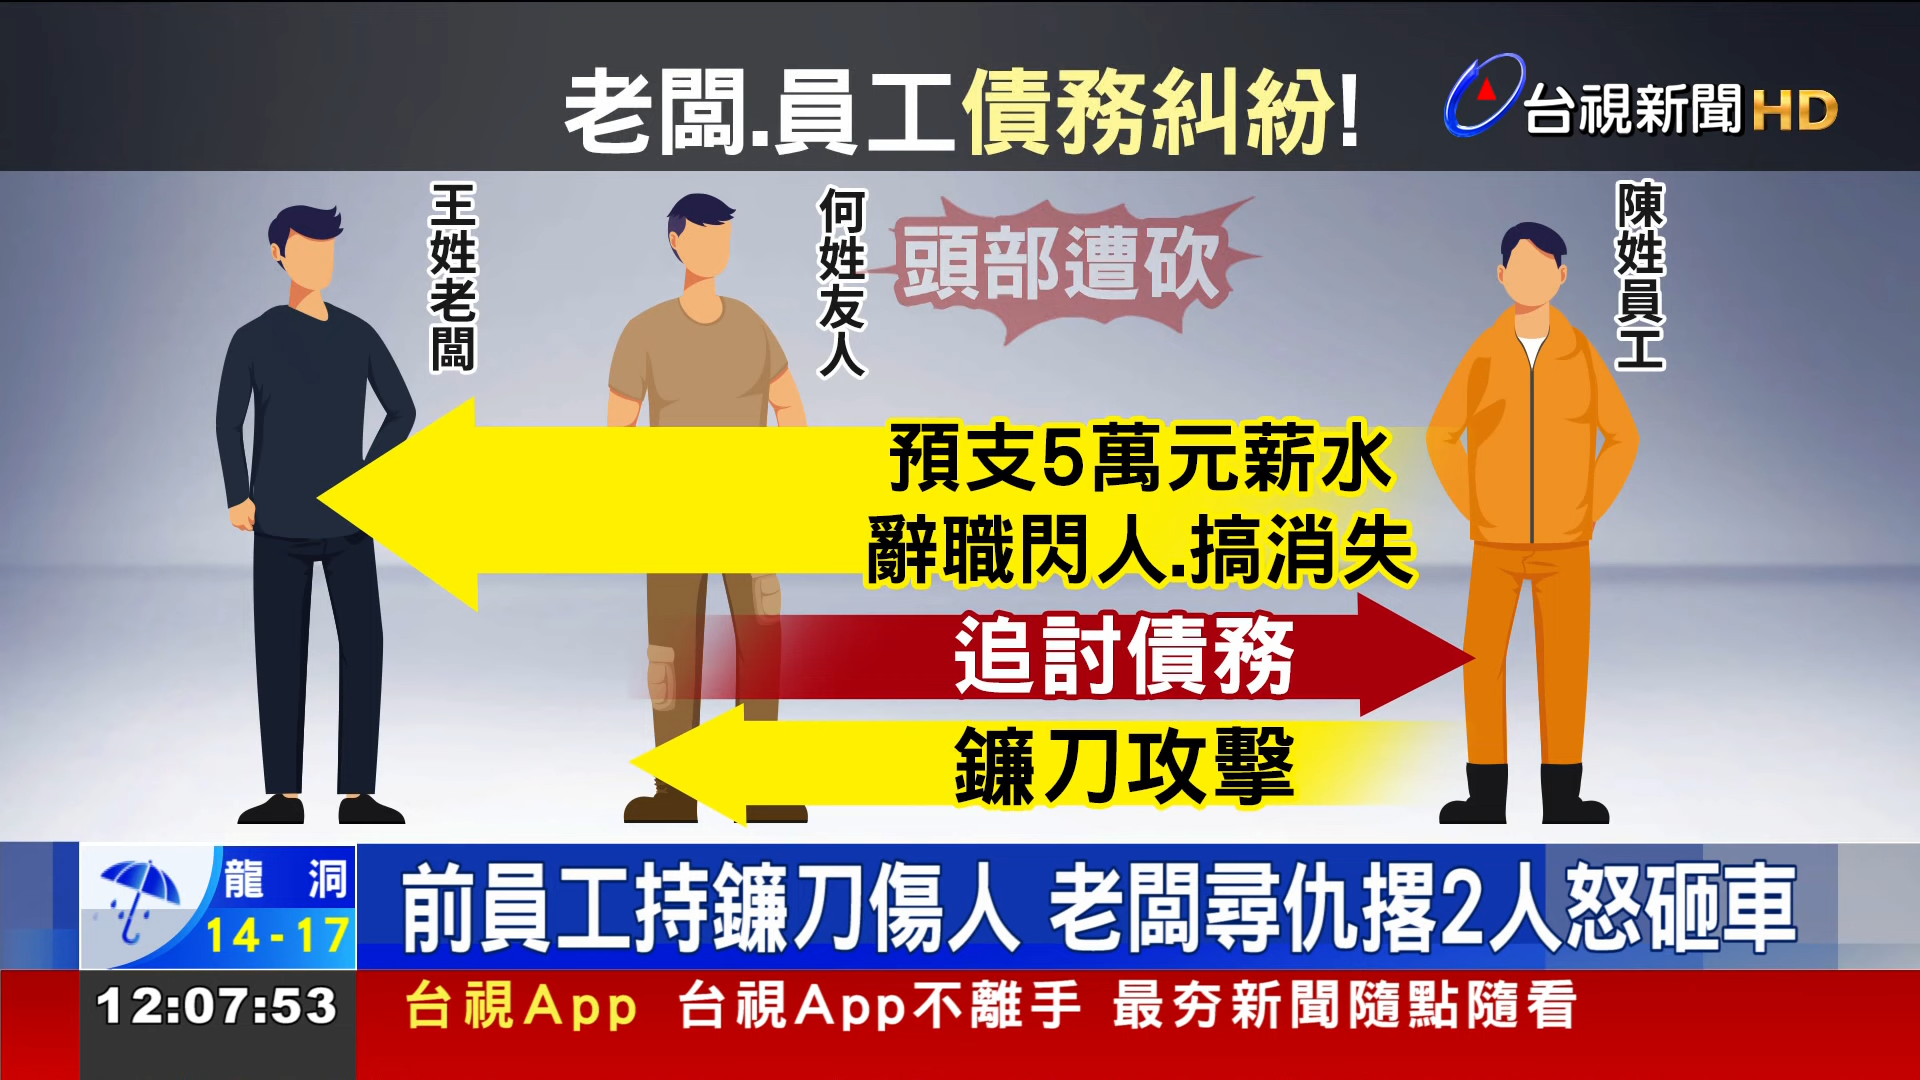 老闆.員工債務糾紛!
台視新聞HD
王姓老闆
何姓友人
頭部遭砍
陳姓員工
預支5萬元薪水
辭職閃人.搞消失
追討債務
鐮刀攻擊
龍洞
14-17
前員工持鐮刀傷人 老闆尋仇撂2人怒砸車
12:07:53
台視App 台視App不離手 最夯新聞隨點隨看